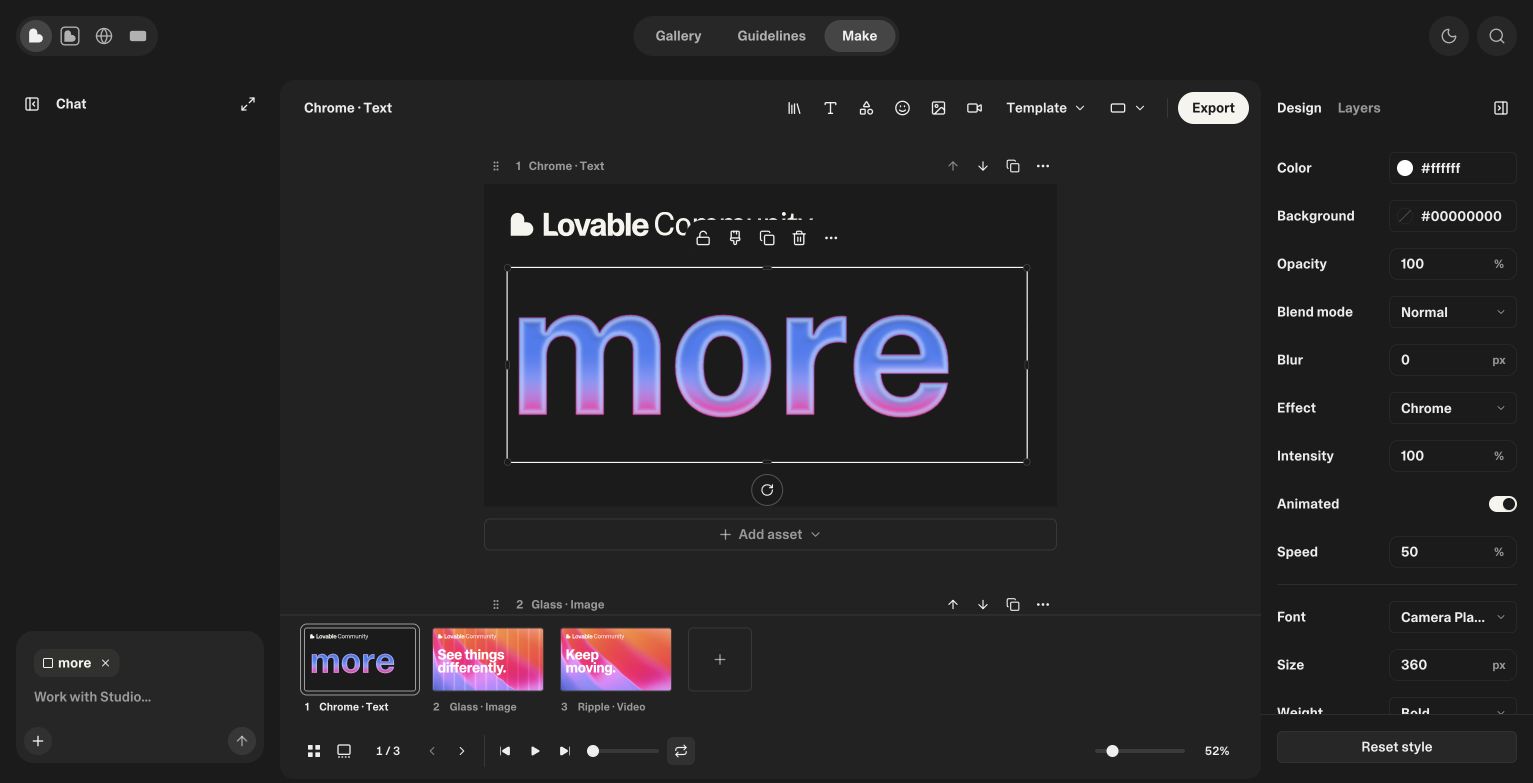 Gallery
Guidelines
Make
Chat
Chrome · Text
Template
Export
Design
Layers
1 Chrome · Text
Lovable Community
more
Add asset
2 Glass · Image
Color
#ffffff
Background
#00000000
Opacity
100 %
Blend mode
Normal
Blur
0 px
Effect
Chrome
Intensity
100 %
Animated
Speed
50 %
Font
Camera Pla...
Size
360 px
Weight
Bold
Reset style
more
Work with Studio...
Lovable Community
more
1 Chrome · Text
Lovable Community
See things
differently.
2 Glass · Image
Lovable Community
Keep
moving.
3 Ripple · Video
1 / 3
52%